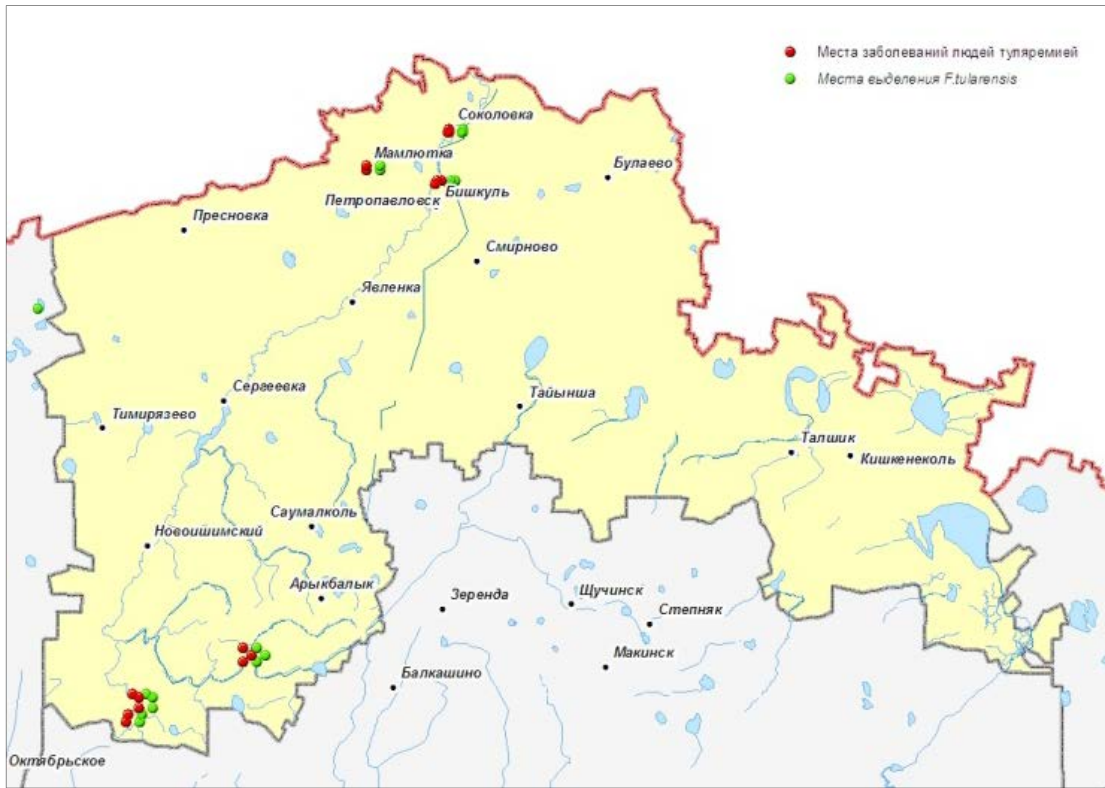 Места заболеваний людей туляремией
Места выделения F.tularensis
Соколовка
Мамлютка
Булаево
Бишкуль
Петропавловск
Пресновка
Смирново
Явленка
Сергеевка
Тайынша
Тимирязево
Талшик
Кишкенеколь
Саумалколь
Новоишимский
Арыкбалык
Зеренда
Щучинск
Степняк
Макинск
Балкашино
Октябрьское